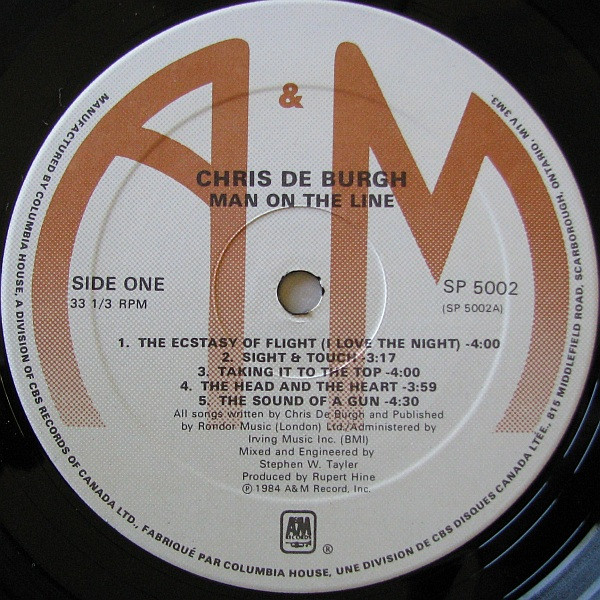 A & M
CHRIS DE BURGH
MAN ON THE LINE
SIDE ONE
33 1/3 RPM
SP 5002
(SP 5002A)
1. THE ECSTASY OF FLIGHT (I LOVE THE NIGHT) -4:00
2. SIGHT & TOUCH -3:17
3. TAKING IT TO THE TOP -4:00
4. THE HEAD AND THE HEART -3:59
5. THE SOUND OF A GUN -4:30
All songs written by Chris De Burgh and Published
by Rondor Music (London) Ltd./Administered by
Irving Music Inc. (BMI)
Mixed and Engineered by
Stephen W. Tayler
Produced by Rupert Hine
℗ 1984 A&M Record, Inc.
A&M
RECORDS
®
MANUFACTURED BY COLUMBIA HOUSE, A DIVISION OF CBS RECORDS OF CANADA LTD., FABRIQUÉ PAR COLUMBIA HOUSE, UNE DIVISION DE CBS DISQUES CANADA LTÉE., 815 MIDDLEFIELD ROAD, SCARBOROUGH, ONTARIO, M1V 3M3.